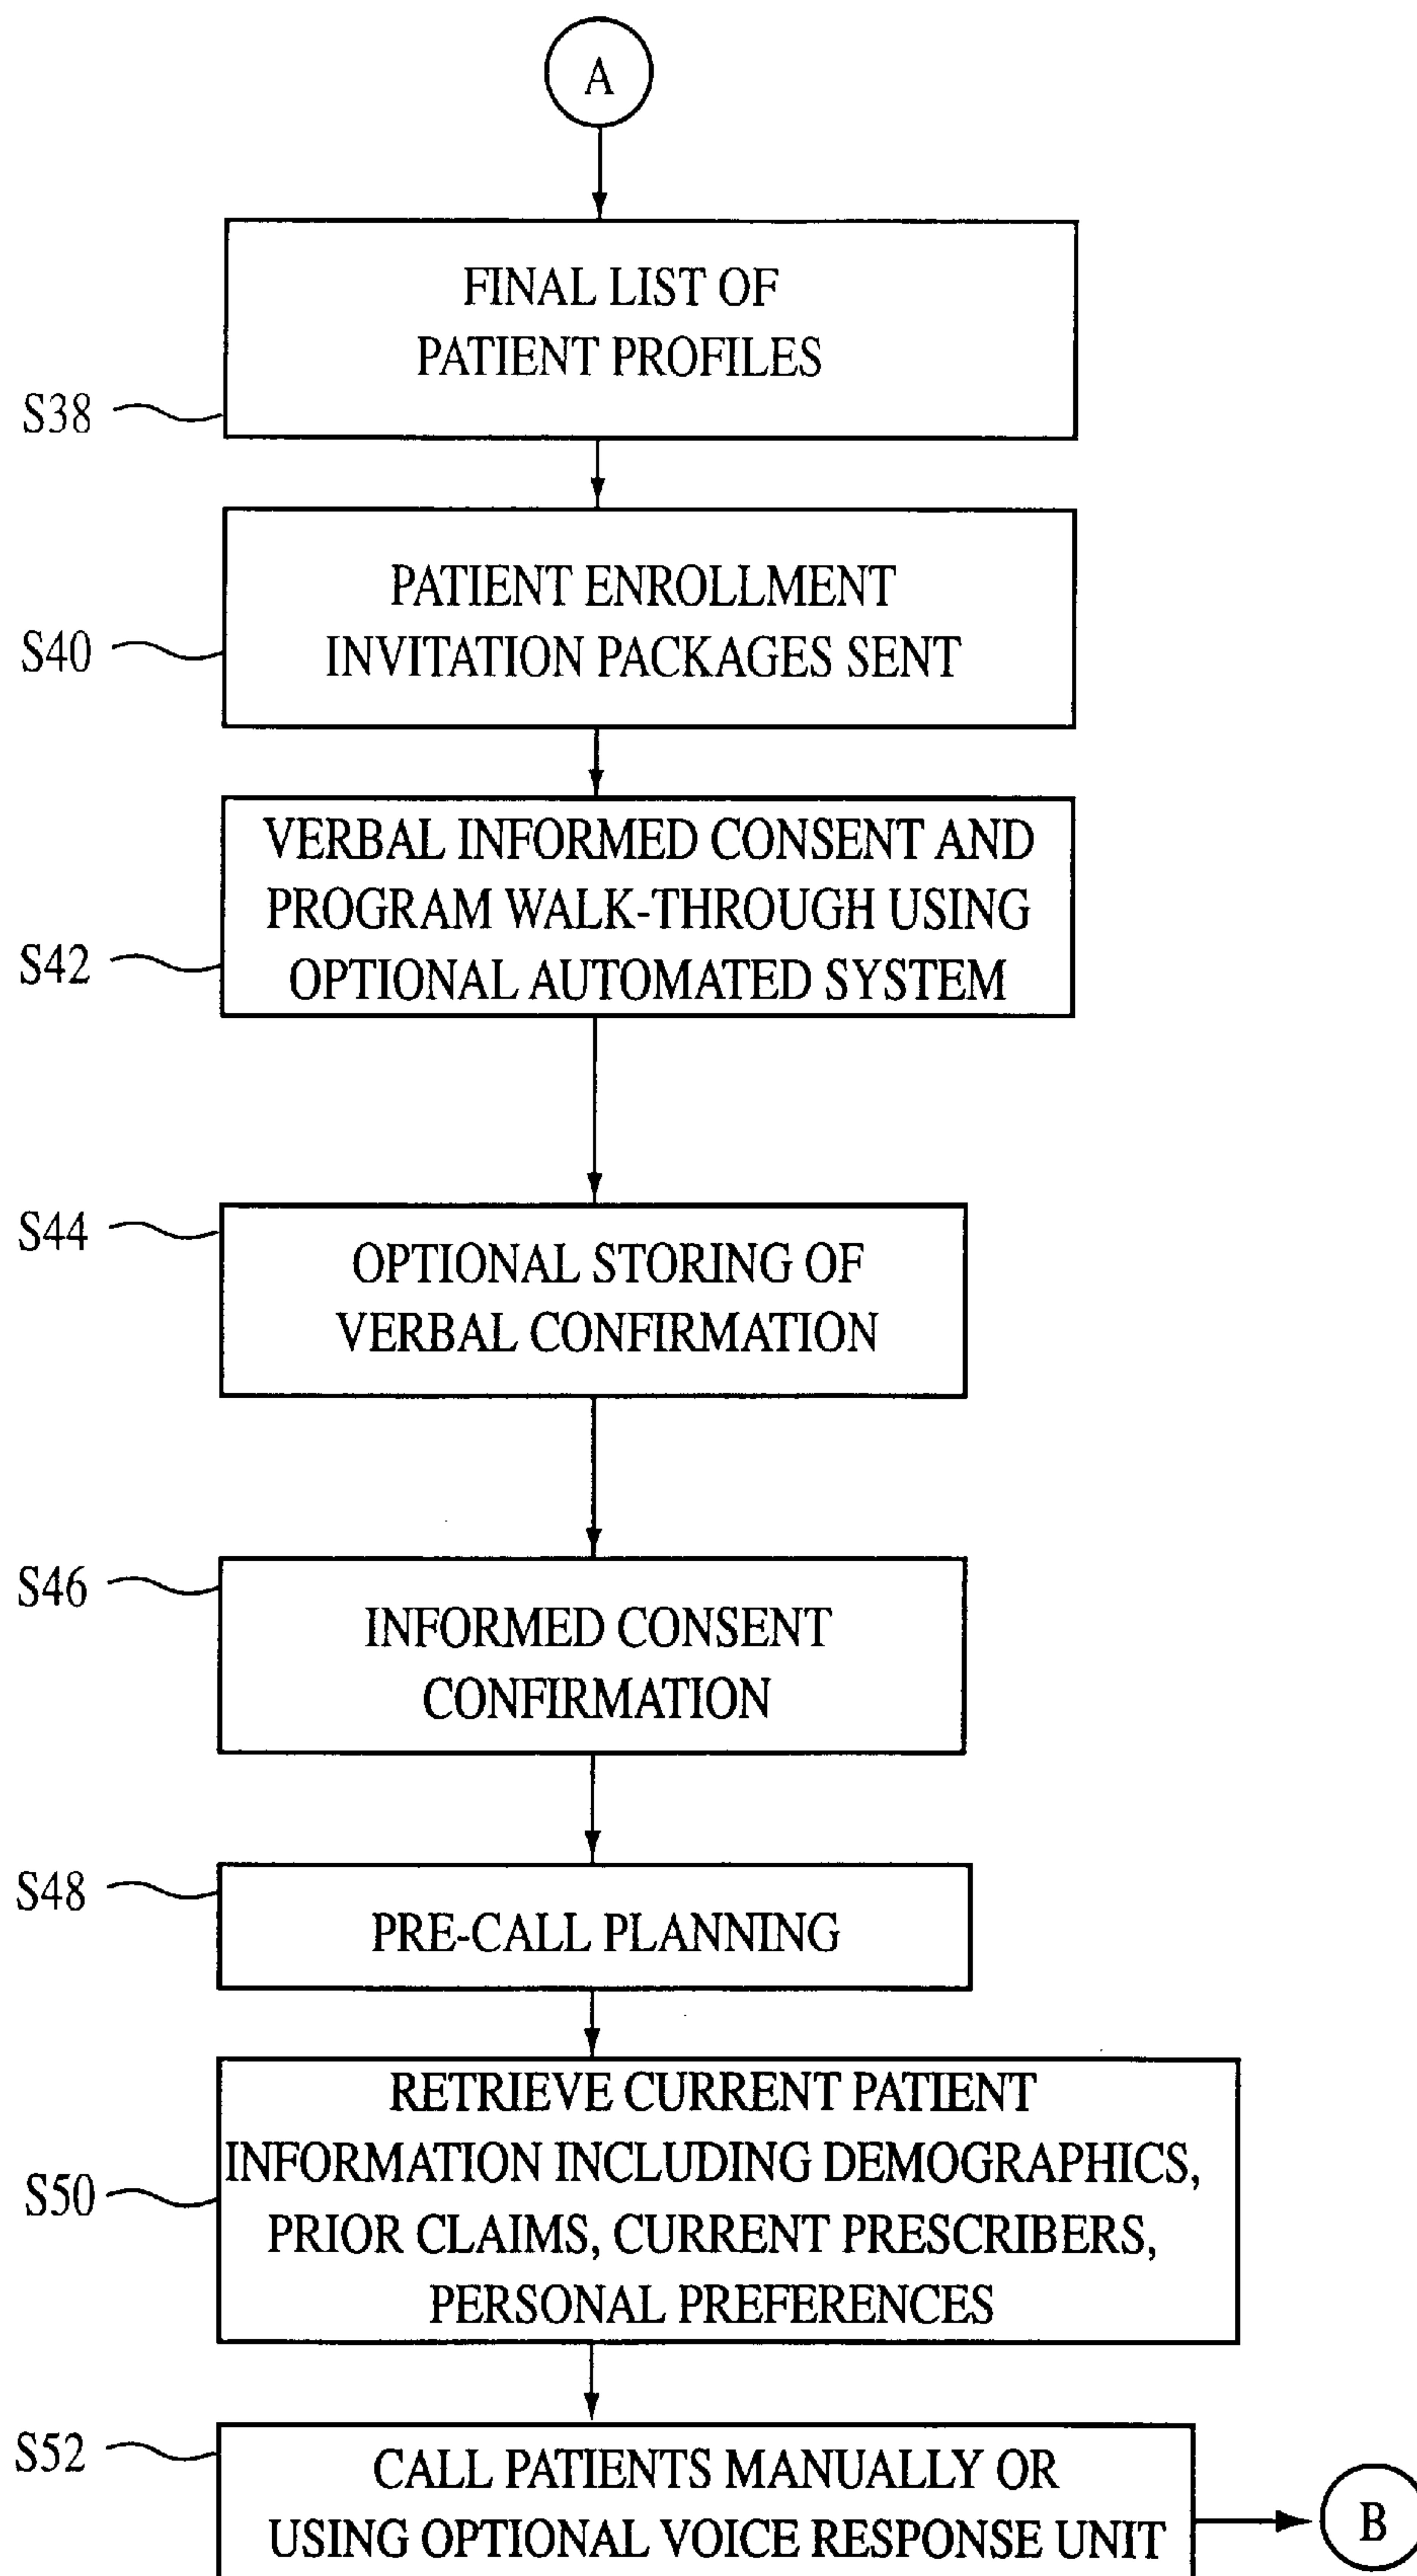 A
FINAL LIST OF
PATIENT PROFILES
S38
PATIENT ENROLLMENT
INVITATION PACKAGES SENT
S40
VERBAL INFORMED CONSENT AND
PROGRAM WALK-THROUGH USING
OPTIONAL AUTOMATED SYSTEM
S42
S44
OPTIONAL STORING OF
VERBAL CONFIRMATION
S46
INFORMED CONSENT
CONFIRMATION
S48
PRE-CALL PLANNING
RETRIEVE CURRENT PATIENT
INFORMATION INCLUDING DEMOGRAPHICS,
PRIOR CLAIMS, CURRENT PRESCRIBERS,
PERSONAL PREFERENCES
S50
S52
CALL PATIENTS MANUALLY OR
USING OPTIONAL VOICE RESPONSE UNIT
B